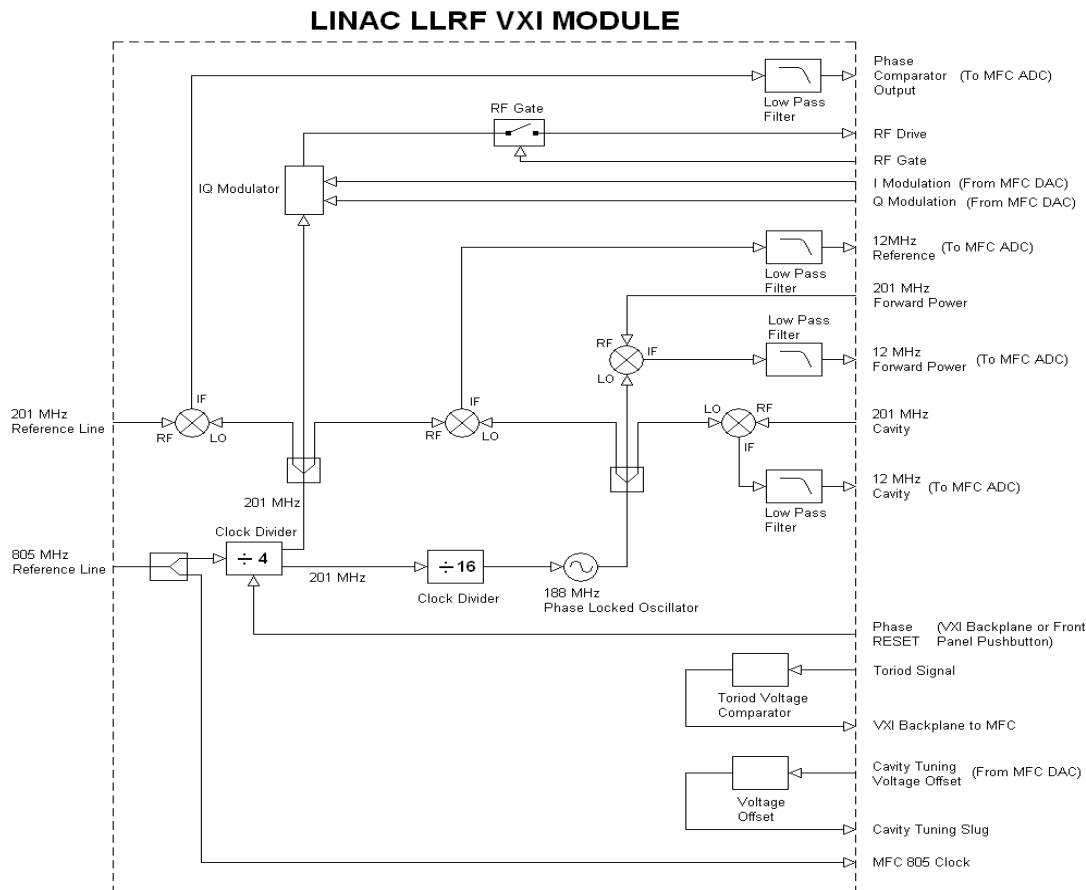 LINAC LLRF VXI MODULE
Phase
Comparator (To MFC ADC)
Output
Low Pass
Filter
RF Gate
RF Drive
RF Gate
IQ Modulator
I Modulation (From MFC DAC)
Q Modulation (From MFC DAC)
12MHz
Reference (To MFC ADC)
Low Pass
Filter
201 MHz
Forward Power
Low Pass
Filter
RF
IF
LO
12 MHz
Forward Power (To MFC ADC)
201 MHz
Reference Line
IF
RF
LO
IF
RF
LO
LO
RF
IF
201 MHz
Cavity
12 MHz
Cavity (To MFC ADC)
Low Pass
Filter
201 MHz
Clock Divider
805 MHz
Reference Line
÷ 4
201 MHz
÷ 16
Clock Divider
188 MHz
Phase Locked Oscillator
Phase (VXI Backplane or Front
RESET Panel Pushbutton)
Toriod Signal
Toriod Voltage
Comparator
VXI Backplane to MFC
Cavity Tuning
Voltage Offset (From MFC DAC)
Voltage
Offset
Cavity Tuning Slug
MFC 805 Clock